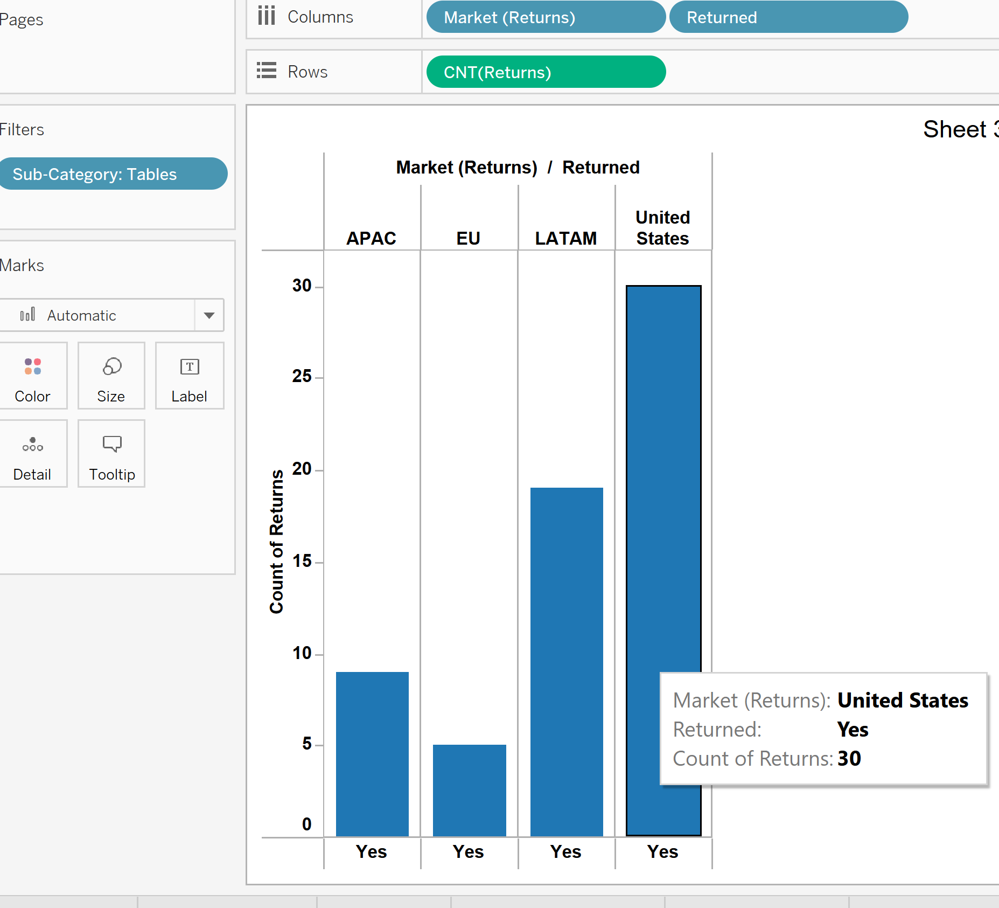 Pages
Columns
Market (Returns)
Returned
Rows
CNT(Returns)
Filters
Sub-Category: Tables
Marks
Automatic
Color
Size
Label
Detail
Tooltip
Sheet 3
Market (Returns) / Returned
APAC
EU
LATAM
United
States
30
25
20
15
10
5
0
Count of Returns
Yes
Yes
Yes
Yes
Market (Returns): United States
Returned: Yes
Count of Returns: 30